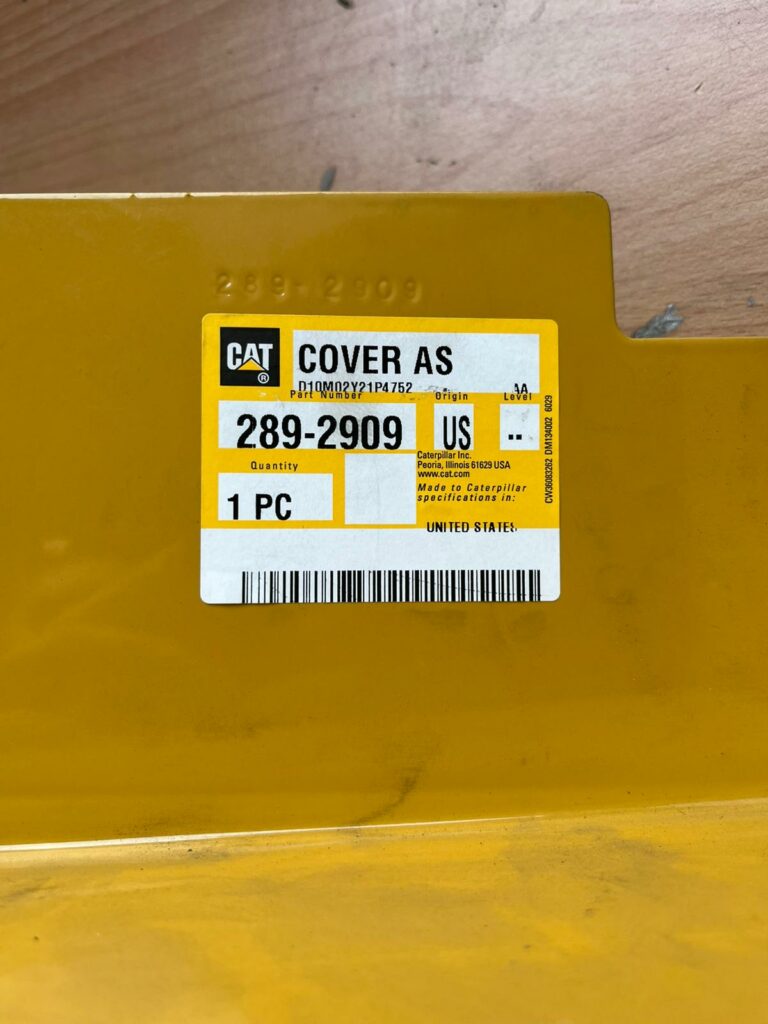 289-2909
CAT ®
COVER AS
D10M02Y21P4752 AA
Part Number Origin Level
289-2909 US --
Quantity
1 PC
Caterpillar Inc.
Peoria, Illinois 61629 USA
www.cat.com
Made to Caterpillar
specifications in:
UNITED STATES
CW36083262 DM134002 6029